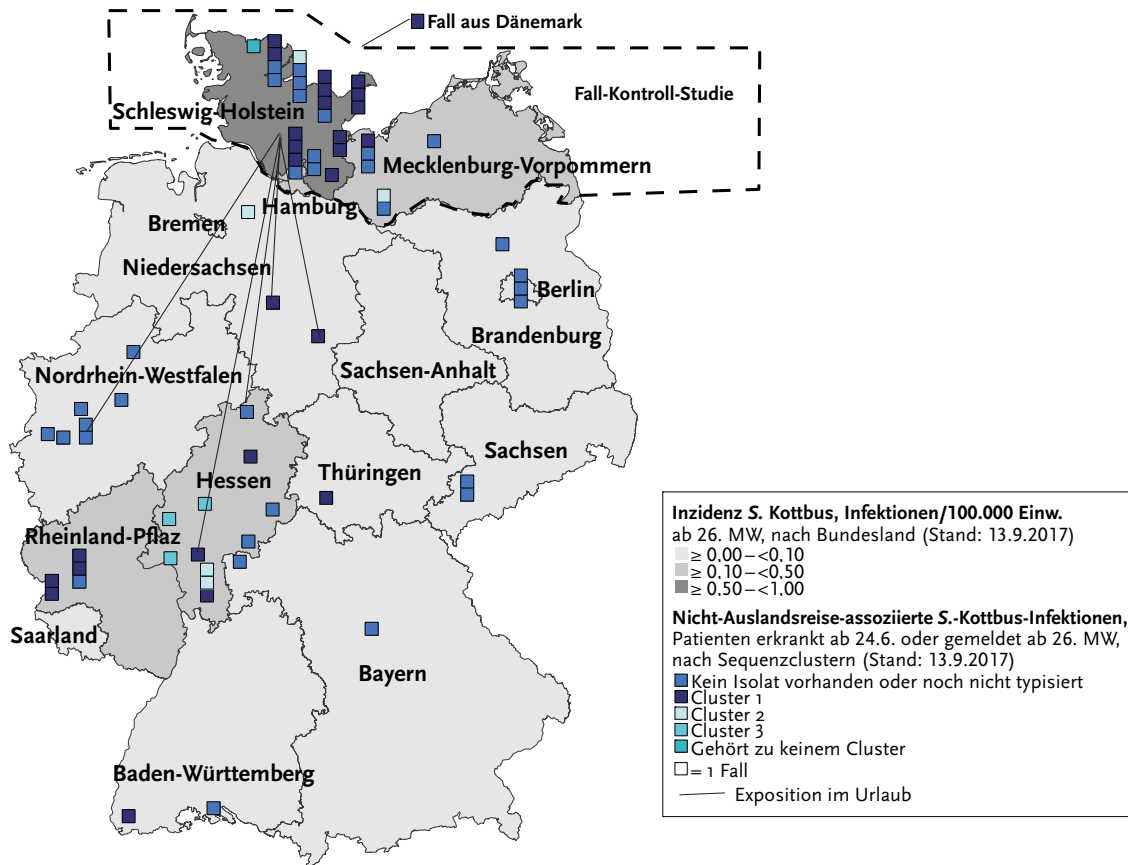 Fall aus Dänemark
Fall-Kontroll-Studie
Schleswig-Holstein
Mecklenburg-Vorpommern
Hamburg
Bremen
Niedersachsen
Berlin
Brandenburg
Sachsen-Anhalt
Nordrhein-Westfalen
Sachsen
Thüringen
Hessen
Rheinland-Pflaz
Saarland
Bayern
Baden-Württemberg
Inzidenz S. Kottbus, Infektionen/100.000 Einw.
ab 26. MW, nach Bundesland (Stand: 13.9.2017)
≥ 0,00 – <0,10
≥ 0,10 – <0,50
≥ 0,50 – <1,00
Nicht-Auslandsreise-assoziierte S.-Kottbus-Infektionen,
Patienten erkrankt ab 24.6. oder gemeldet ab 26. MW,
nach Sequenzclustern (Stand: 13.9.2017)
Kein Isolat vorhanden oder noch nicht typisiert
Cluster 1
Cluster 2
Cluster 3
Gehört zu keinem Cluster
= 1 Fall
Exposition im Urlaub